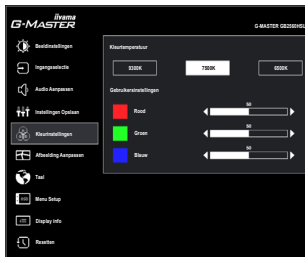 iiyama
G-MASTER
G-MASTER GB2560HSU
Beeldinstellingen
Ingangsselectie
Audio Aanpassen
Instellingen Opslaan
Kleurinstellingen
Afbeelding Aanpassen
Taal
Menu Setup
Display info
Resetten
Kleurtemperatuur
9300K
7500K
6500K
Gebruikersinstellingen
Rood
50
Groen
50
Blauw
50